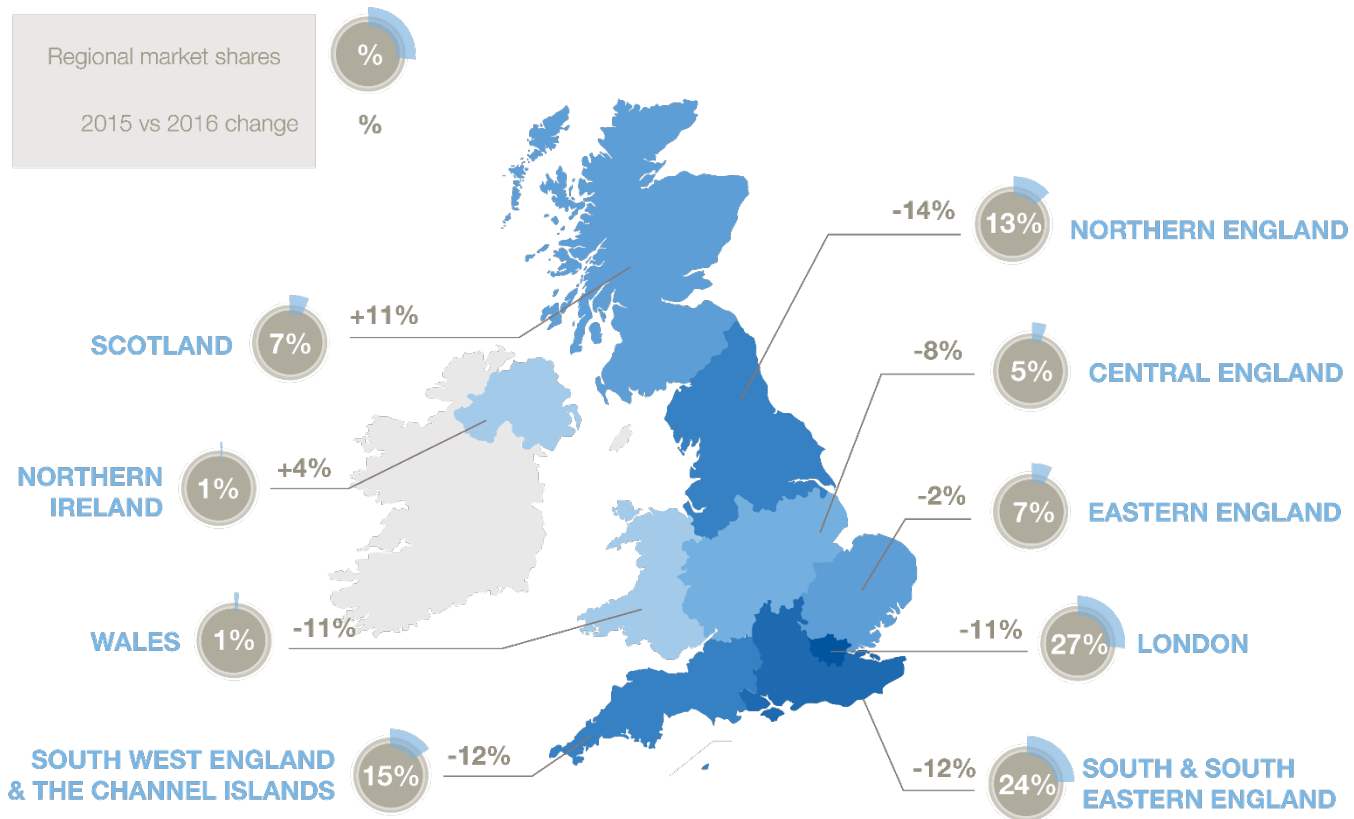 Regional market shares
%
2015 vs 2016 change
%
-14%
13%
NORTHERN ENGLAND
SCOTLAND
7%
+11%
-8%
5%
CENTRAL ENGLAND
NORTHERN
IRELAND
1%
+4%
-2%
7%
EASTERN ENGLAND
WALES
1%
-11%
-11%
27%
LONDON
SOUTH WEST ENGLAND
& THE CHANNEL ISLANDS
15%
-12%
-12%
24%
SOUTH & SOUTH
EASTERN ENGLAND